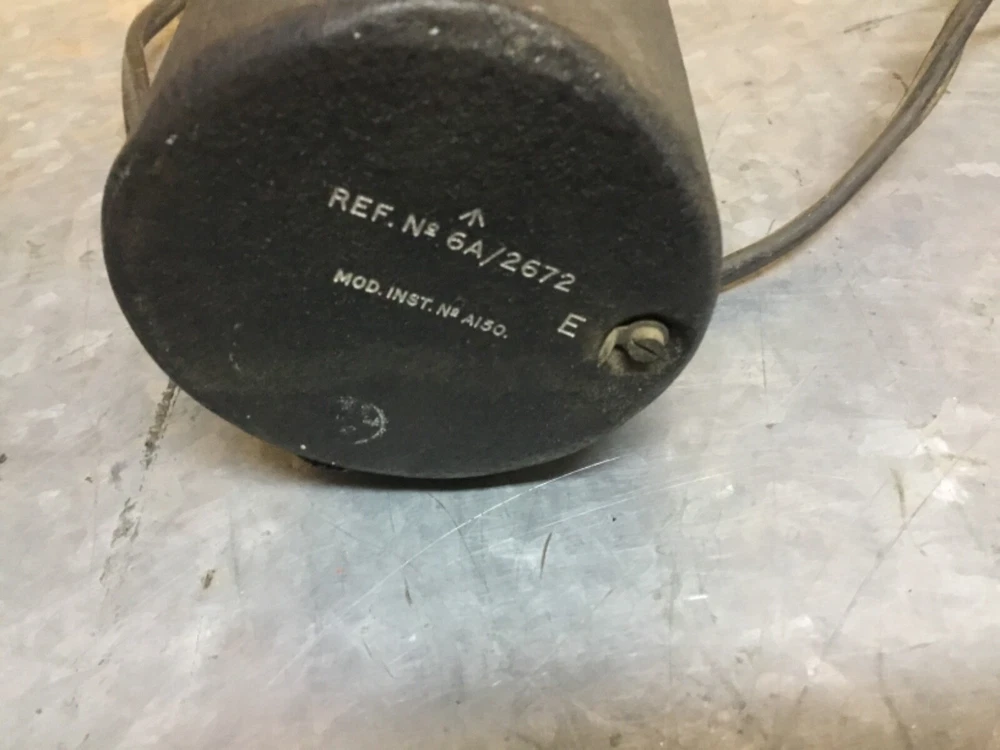 REF. Nº 6A/2672
MOD. INST. Nº A150.
E